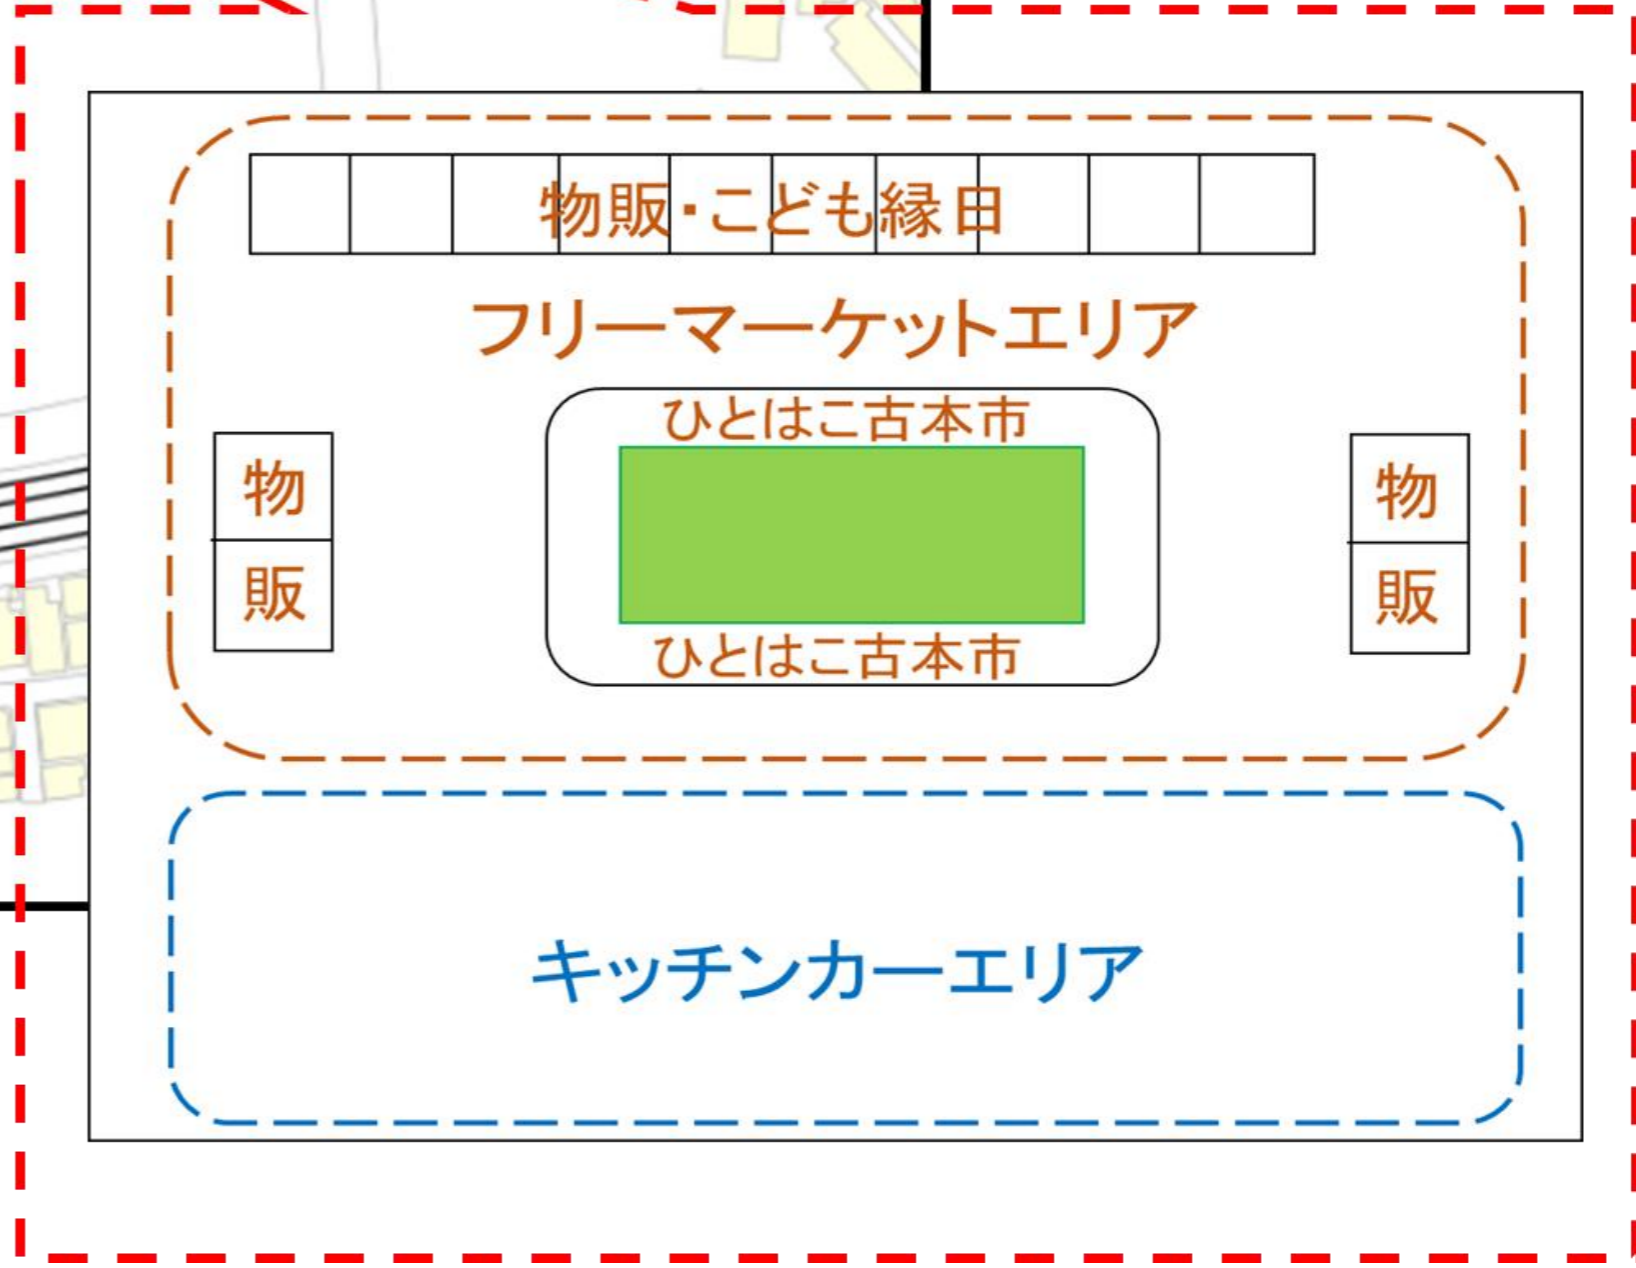 物販・こども縁日
フリーマーケットエリア
ひとはこ古本市
物
販
物
販
ひとはこ古本市
キッチンカーエリア